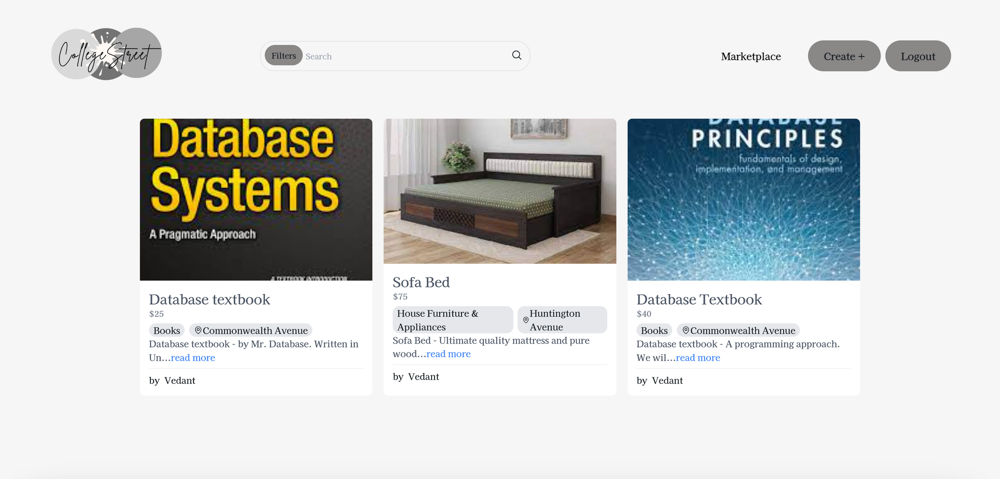 College Street
Filters
Search
Marketplace
Create +
Logout
Database
Systems
A Pragmatic Approach
A TEXTBOOK INTRODUCTION
Database textbook
$25
Books
Commonwealth Avenue
Database textbook - by Mr. Database. Written in
Un...read more
by Vedant
Sofa Bed
$75
House Furniture &
Appliances
Huntington
Avenue
Sofa Bed - Ultimate quality mattress and pure
wood...read more
by Vedant
DATABASE
PRINCIPLES
fundamentals of design,
implementation, and management
Database Textbook
$40
Books
Commonwealth Avenue
Database textbook - A programming approach.
We wil...read more
by Vedant